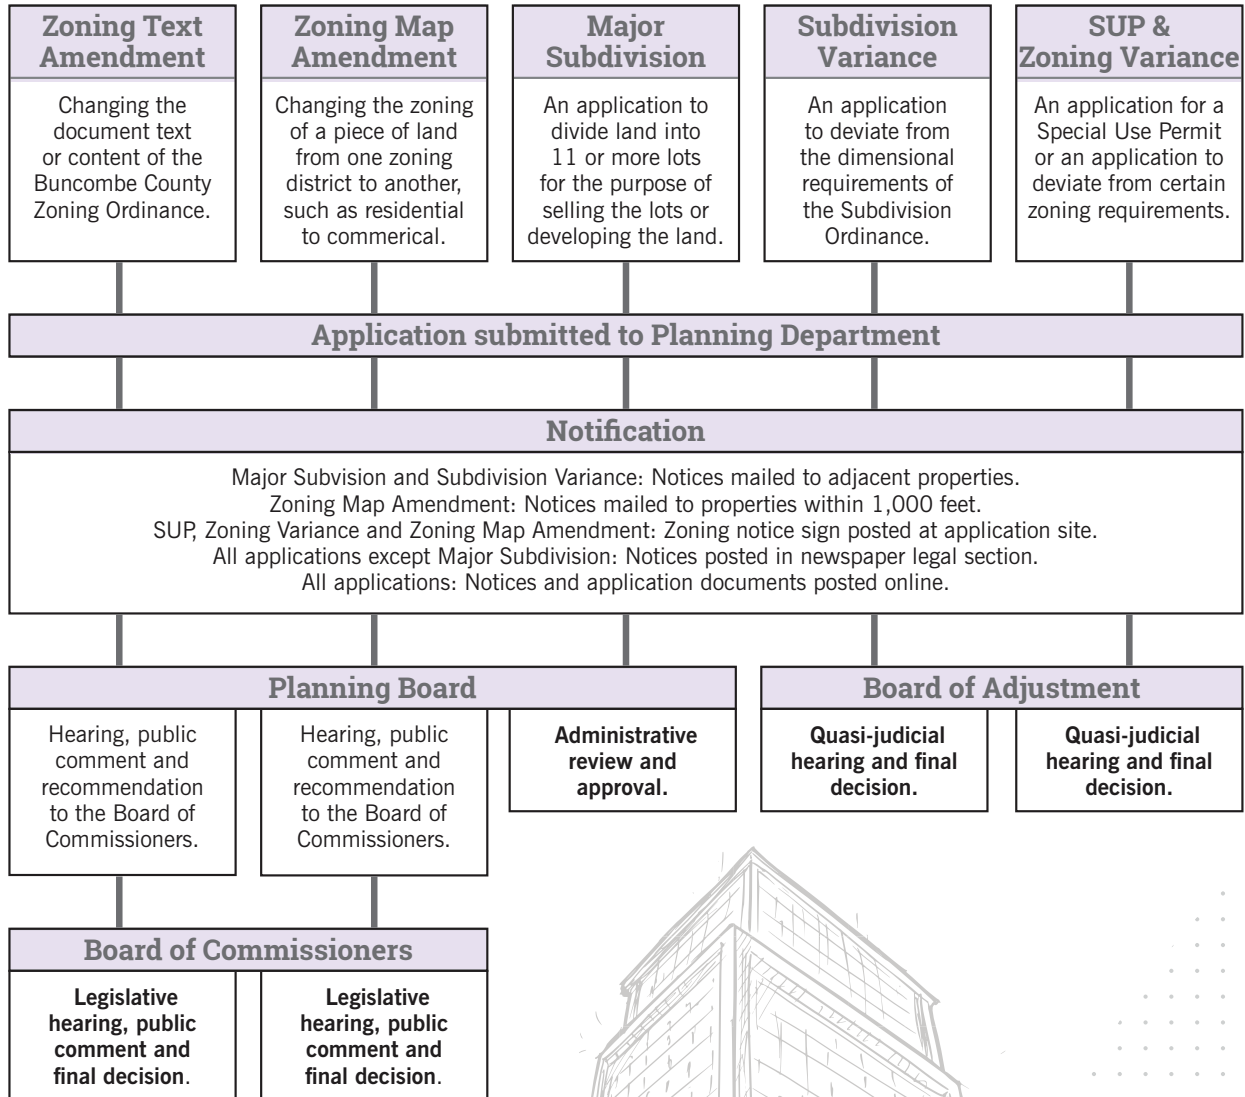 Zoning Text
Amendment
Changing the
document text
or content of the
Buncombe County
Zoning Ordinance.
Zoning Map
Amendment
Changing the zoning
of a piece of land
from one zoning
district to another,
such as residential
to commerical.
Major
Subdivision
An application to
divide land into
11 or more lots
for the purpose of
selling the lots or
developing the land.
Subdivision
Variance
An application
to deviate from
the dimensional
requirements of
the Subdivision
Ordinance.
SUP &
Zoning Variance
An application for a
Special Use Permit
or an application to
deviate from certain
zoning requirements.
Application submitted to Planning Department
Notification
Major Subvision and Subdivision Variance: Notices mailed to adjacent properties.
Zoning Map Amendment: Notices mailed to properties within 1,000 feet.
SUP, Zoning Variance and Zoning Map Amendment: Zoning notice sign posted at application site.
All applications except Major Subdivision: Notices posted in newspaper legal section.
All applications: Notices and application documents posted online.
Planning Board
Hearing, public
comment and
recommendation
to the Board of
Commissioners.
Hearing, public
comment and
recommendation
to the Board of
Commissioners.
Administrative
review and
approval.
Board of Adjustment
Quasi-judicial
hearing and final
decision.
Quasi-judicial
hearing and final
decision.
Board of Commissioners
Legislative
hearing, public
comment and
final decision.
Legislative
hearing, public
comment and
final decision.